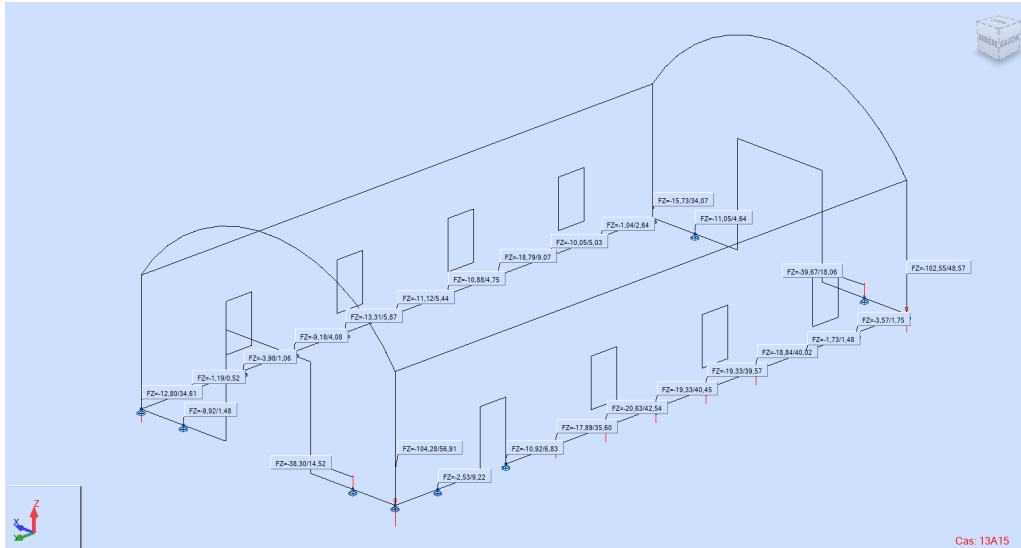 ARRIÈRE
GAUCHE
FZ=-15,73/34,07
FZ=-11,05/4,64
FZ=-1,04/2,64
FZ=-10,05/5,03
FZ=-18,79/9,07
FZ=-10,88/4,75
FZ=-11,12/5,44
FZ=-13,31/5,87
FZ=-9,18/4,08
FZ=-3,98/1,06
FZ=-1,19/0,52
FZ=-12,80/34,61
FZ=-9,92/1,48
FZ=-39,67/18,06
FZ=-102,55/48,57
FZ=-3,57/1,75
FZ=-1,73/1,48
FZ=-18,84/40,02
FZ=-19,33/39,57
FZ=-19,33/40,45
FZ=-20,63/42,54
FZ=-17,89/35,60
FZ=-10,92/6,83
FZ=-104,28/56,91
FZ=-38,30/14,52
FZ=-2,53/9,22
Z
X
Y
Cas: 13A15